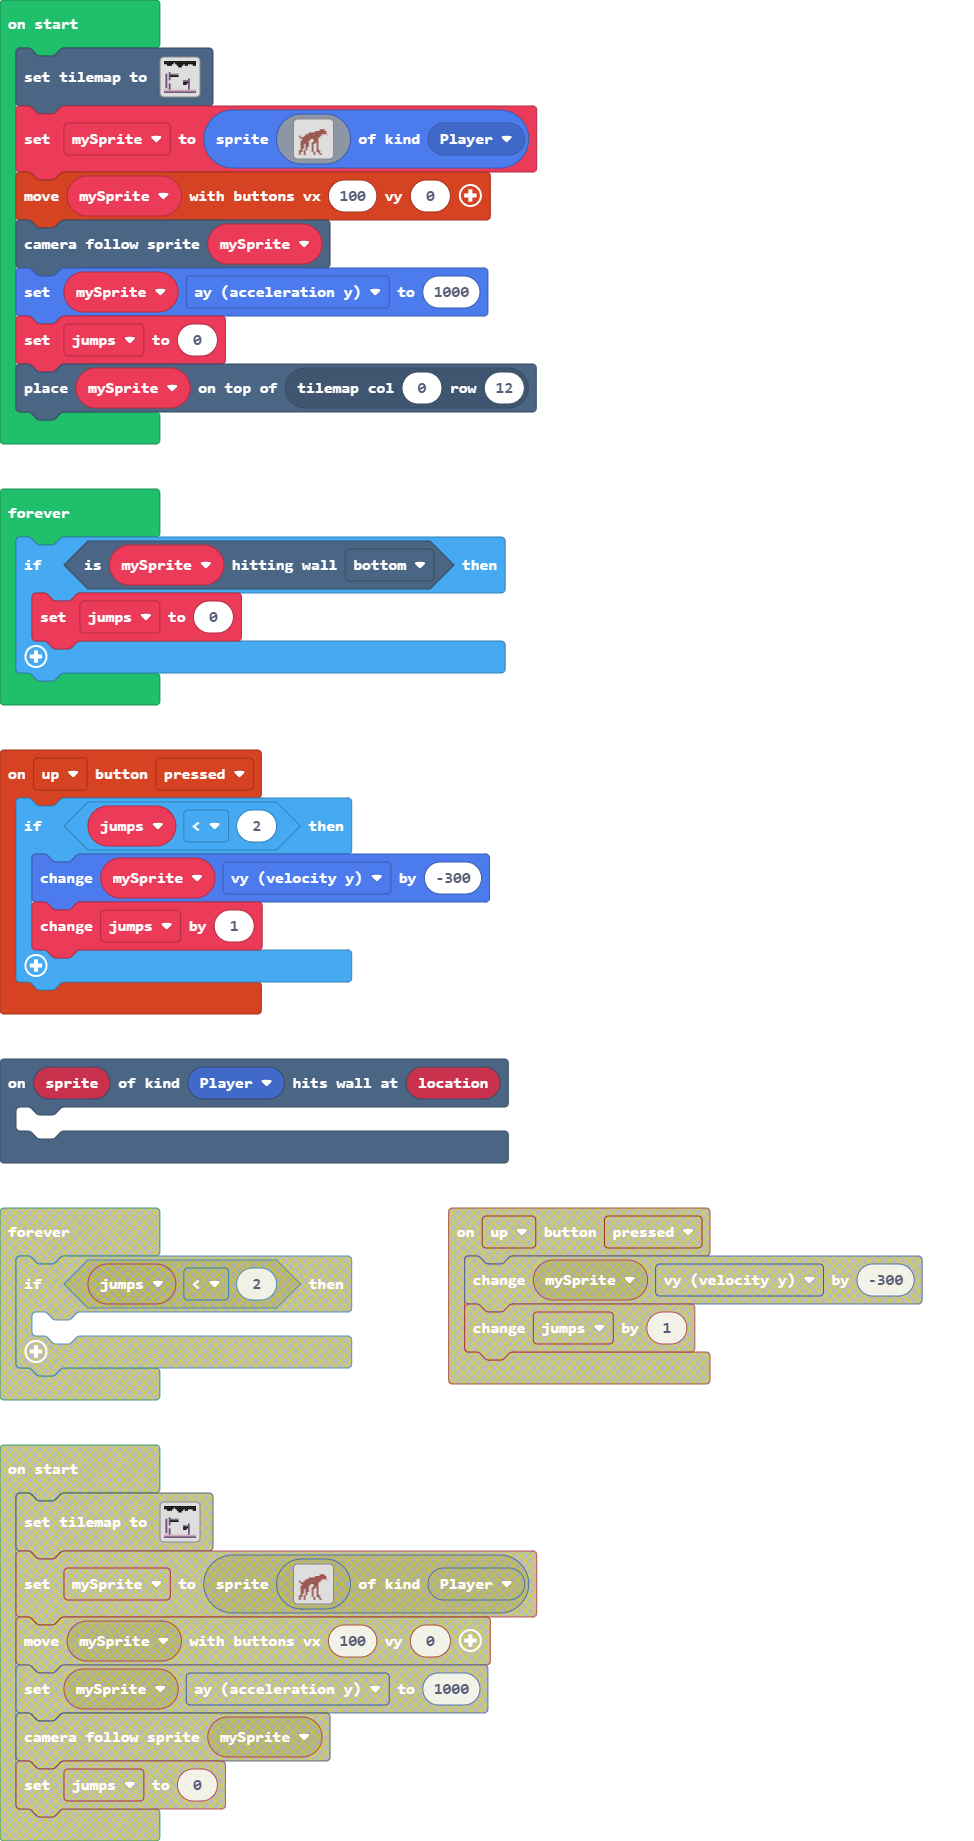 on start
set tilemap to
set mySprite to sprite of kind Player
move mySprite with buttons vx 100 vy 0
camera follow sprite mySprite
set mySprite ay (acceleration y) to 1000
set jumps to 0
place mySprite on top of tilemap col 0 row 12
forever
if is mySprite hitting wall bottom then
set jumps to 0
on up button pressed
if jumps < 2 then
change mySprite vy (velocity y) by -300
change jumps by 1
on sprite of kind Player hits wall at location
forever
if jumps < 2 then
on up button pressed
change mySprite vy (velocity y) by -300
change jumps by 1
on start
set tilemap to
set mySprite to sprite of kind Player
move mySprite with buttons vx 100 vy 0
set mySprite ay (acceleration y) to 1000
camera follow sprite mySprite
set jumps to 0